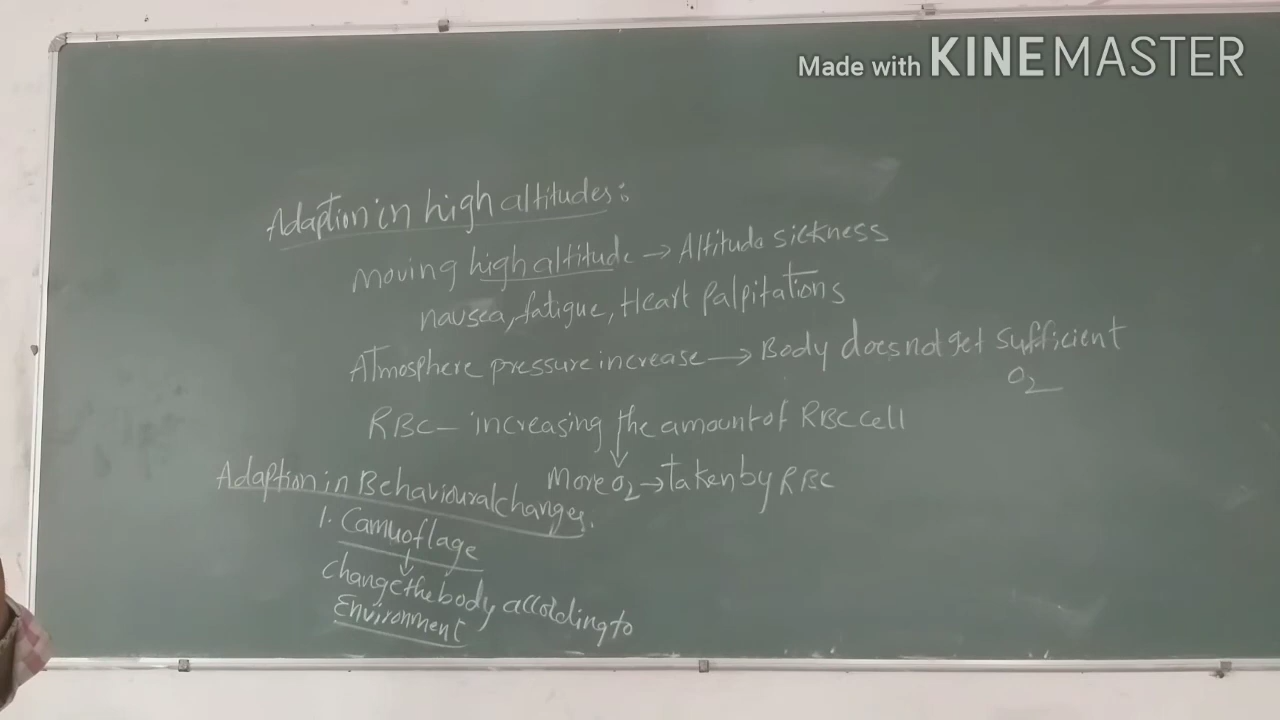 Made with KINEMASTER
Adaption in high altitudes:
Moving high altitude → Altitude sickness
nausea, fatigue, Heart Palpitations
Atmosphere pressure increase → Body does not get sufficient
O2
RBC - increasing the amount of RBC cell
More O2 → taken by RBC
Adaption in Behavioural changes.
1. Camuoflage
change the body according to
Environment